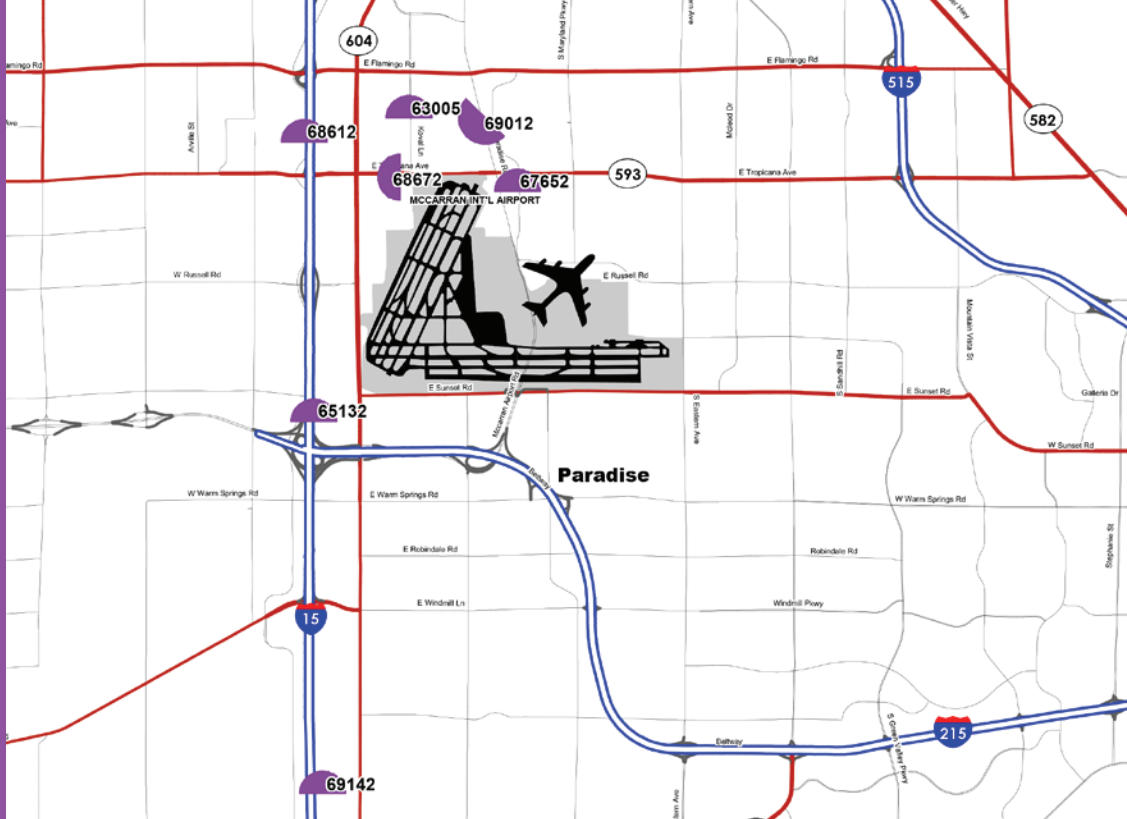 604
S Maryland Pkwy
E Flamingo Rd
E Flamingo Rd
515
63005
68612
69012
582
Arville St
Koval Ln
Mcleod Dr
593
E Tropicana Ave
68672
67652
MCCARRAN INT'L AIRPORT
W Russell Rd
E Russell Rd
Mountain Vista St
S Sandhill Rd
E Sunset Rd
E Sunset Rd
Galleria Dr
Mccarran Airport Rd
S Eastern Ave
65132
W Sunset Rd
Paradise
Beltway
W Warm Springs Rd
E Warm Springs Rd
W Warm Springs Rd
Stephanie St
E Robindale Rd
Robindale Rd
E Windmill Ln
Windmill Pkwy
15
S Green Valley Pkwy
215
Beltway
69142